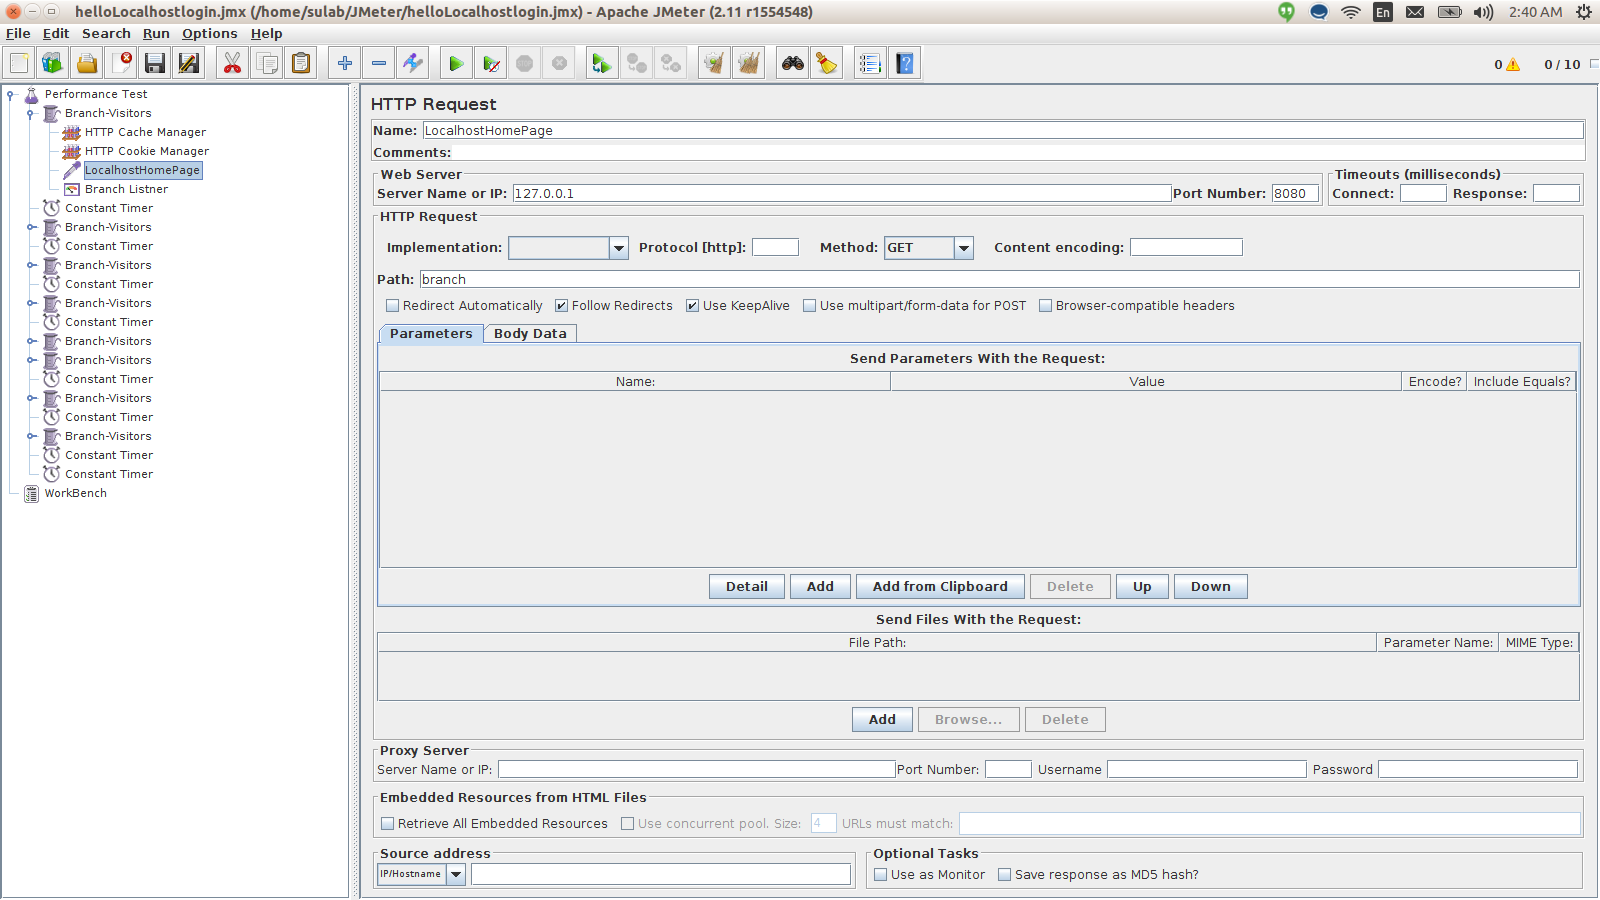 helloLocalhostlogin.jmx (/home/sulab/JMeter/helloLocalhostlogin.jmx) - Apache JMeter (2.11 r1554548)
En 2:40 AM
File Edit Search Run Options Help
0 0 / 10
Performance Test
Branch-Visitors
HTTP Cache Manager
HTTP Cookie Manager
LocalhostHomePage
Branch Listner
Constant Timer
Branch-Visitors
Constant Timer
Branch-Visitors
Constant Timer
Branch-Visitors
Constant Timer
Branch-Visitors
Branch-Visitors
Constant Timer
Branch-Visitors
Constant Timer
Branch-Visitors
Constant Timer
Constant Timer
WorkBench
HTTP Request
Name: LocalhostHomePage
Comments:
Web Server
Server Name or IP: 127.0.0.1 Port Number: 8080
Timeouts (milliseconds)
Connect: Response:
HTTP Request
Implementation: Protocol [http]: Method: GET Content encoding:
Path: branch
Redirect Automatically Follow Redirects Use KeepAlive Use multipart/form-data for POST Browser-compatible headers
Parameters Body Data
Send Parameters With the Request:
Name: Value Encode? Include Equals?
Detail Add Add from Clipboard Delete Up Down
Send Files With the Request:
File Path: Parameter Name: MIME Type:
Add Browse... Delete
Proxy Server
Server Name or IP: Port Number: Username Password
Embedded Resources from HTML Files
Retrieve All Embedded Resources Use concurrent pool. Size: 4 URLs must match:
Source address
IP/Hostname
Optional Tasks
Use as Monitor Save response as MD5 hash?